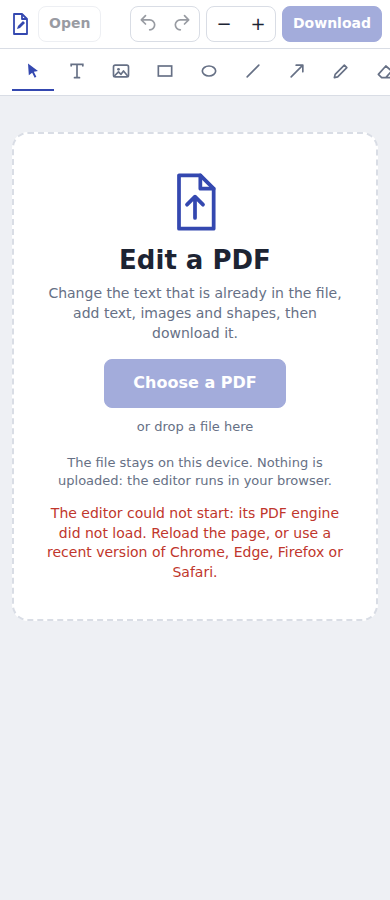 Open
− +
Download
Edit a PDF
Change the text that is already in the file,
add text, images and shapes, then
download it.
Choose a PDF
or drop a file here
The file stays on this device. Nothing is
uploaded: the editor runs in your browser.
The editor could not start: its PDF engine
did not load. Reload the page, or use a
recent version of Chrome, Edge, Firefox or
Safari.